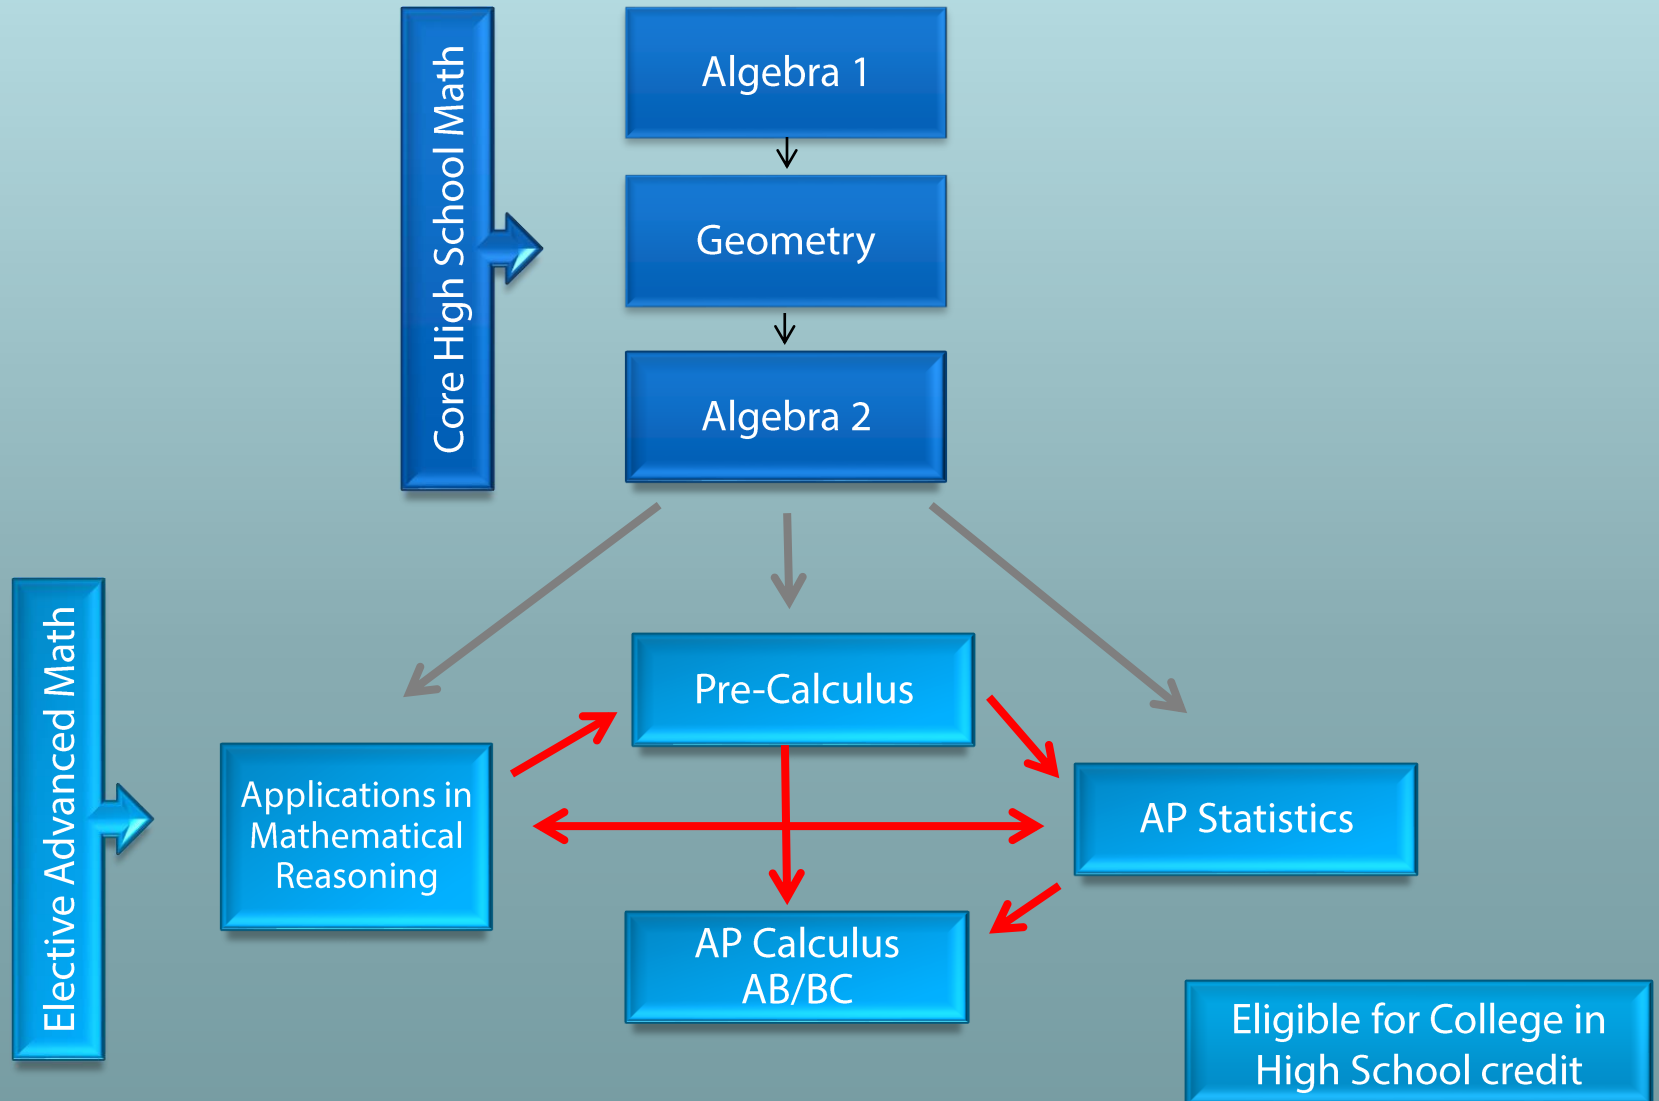 Core High School Math
Algebra 1
Geometry
Algebra 2
Elective Advanced Math
Pre-Calculus
Applications in
Mathematical
Reasoning
AP Statistics
AP Calculus
AB/BC
Eligible for College in
High School credit